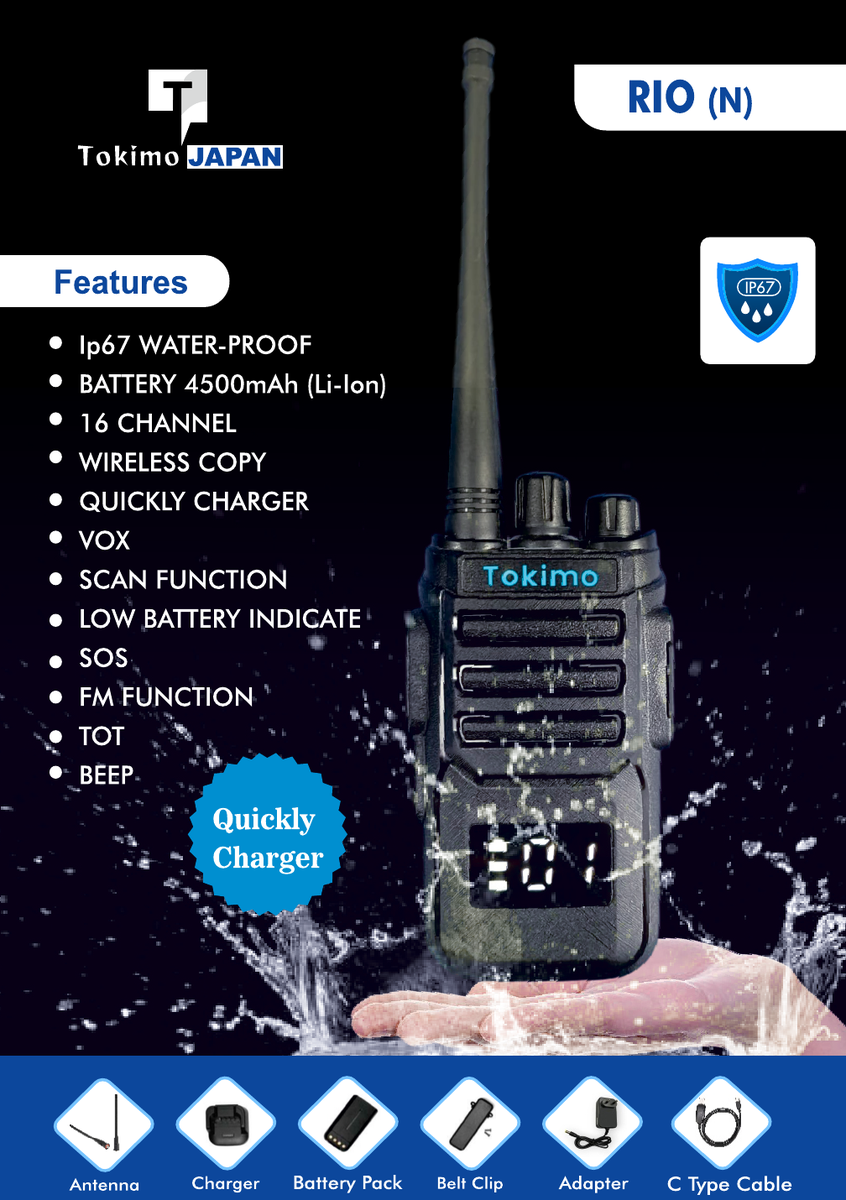 T
Tokimo JAPAN
RIO (N)
IP67
Features
Ip67 WATER-PROOF
BATTERY 4500mAh (Li-Ion)
16 CHANNEL
WIRELESS COPY
QUICKLY CHARGER
VOX
SCAN FUNCTION
LOW BATTERY INDICATE
SOS
FM FUNCTION
TOT
BEEP
Tokimo
01
Quickly
Charger
Antenna
Charger
Battery Pack
Belt Clip
Adapter
C Type Cable